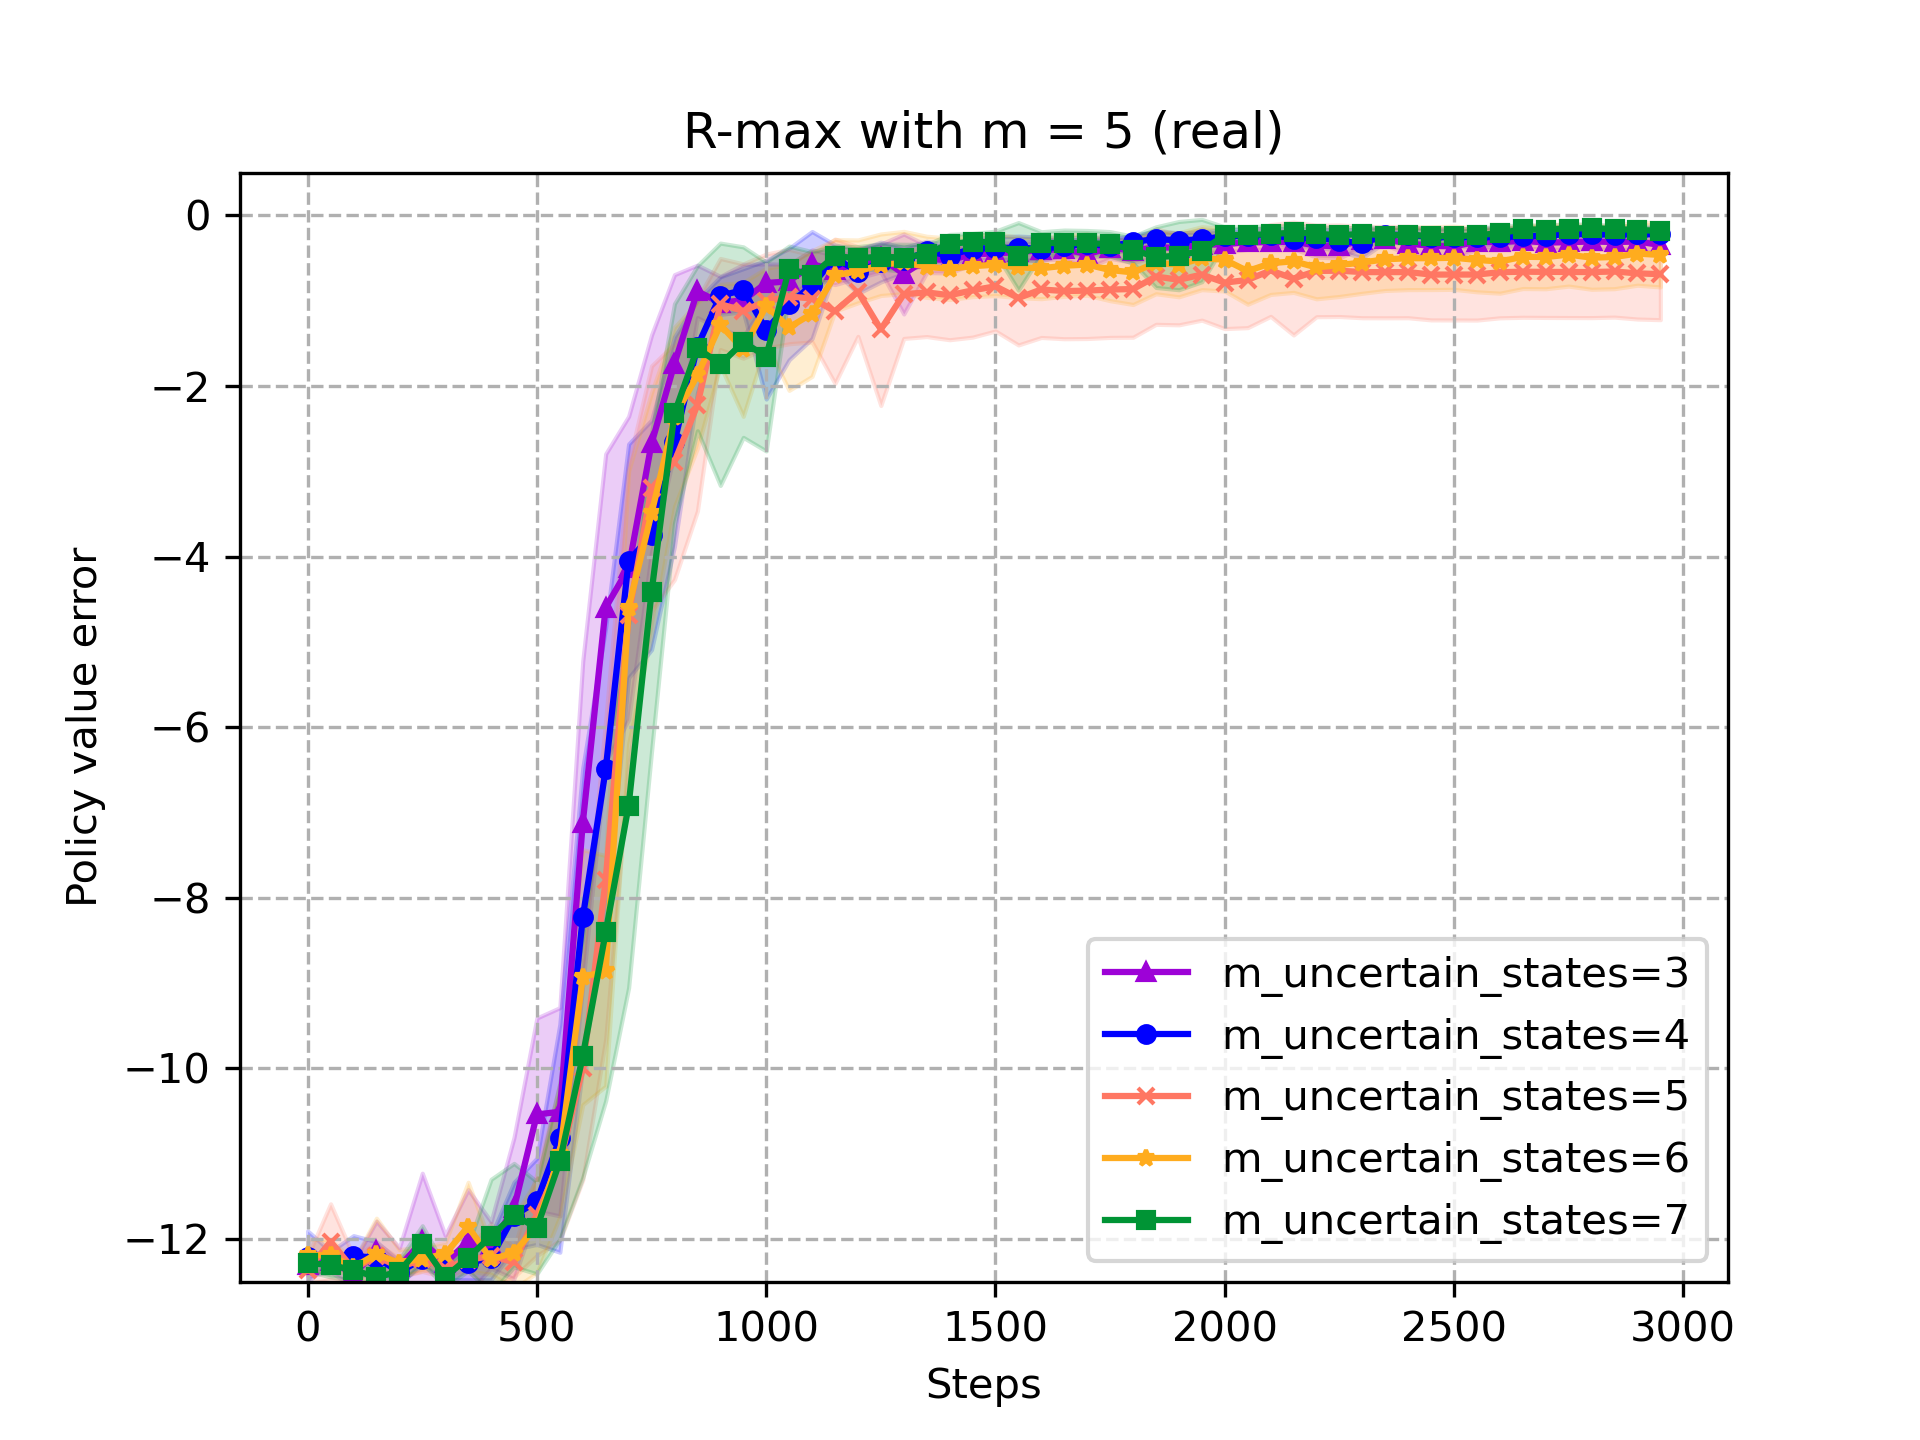 R-max with m = 5 (real)
Policy value error
0
−2
−4
−6
−8
−10
−12
m_uncertain_states=3
m_uncertain_states=4
m_uncertain_states=5
m_uncertain_states=6
m_uncertain_states=7
0 500 1000 1500 2000 2500 3000
Steps